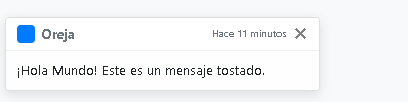 Oreja Hace 11 minutos ×
¡Hola Mundo! Este es un mensaje tostado.